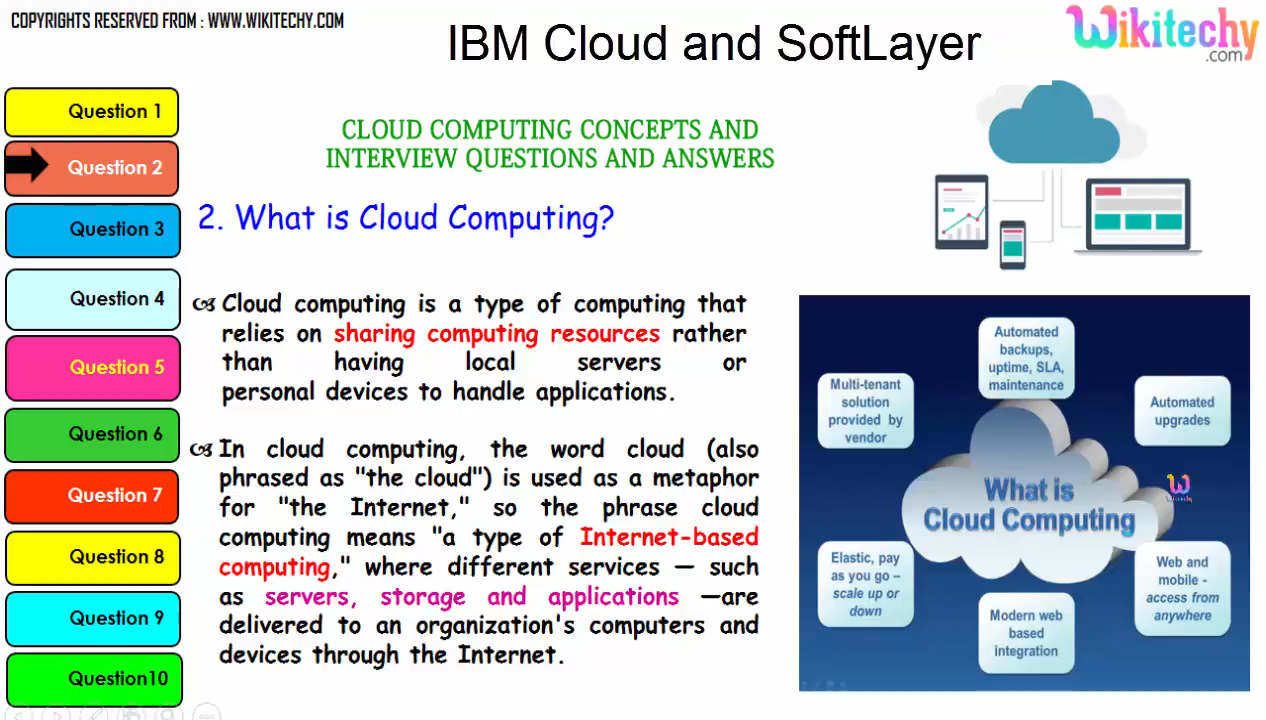 COPYRIGHTS RESERVED FROM : WWW.WIKITECHY.COM
IBM Cloud and SoftLayer
Wikitechy
.com
Question 1
Question 2
Question 3
Question 4
Question 5
Question 6
Question 7
Question 8
Question 9
Question10
CLOUD COMPUTING CONCEPTS AND
INTERVIEW QUESTIONS AND ANSWERS
2. What is Cloud Computing?
Cloud computing is a type of computing that
relies on sharing computing resources rather
than having local servers or
personal devices to handle applications.
In cloud computing, the word cloud (also
phrased as "the cloud") is used as a metaphor
for "the Internet," so the phrase cloud
computing means "a type of Internet-based
computing," where different services — such
as servers, storage and applications —are
delivered to an organization's computers and
devices through the Internet.
Automated
backups,
uptime, SLA,
maintenance
Multi-tenant
solution
provided by
vendor
Automated
upgrades
What is
Cloud Computing
W
Wikitechy
Elastic, pay
as you go –
scale up or
down
Web and
mobile -
access from
anywhere
Modern web
based
integration